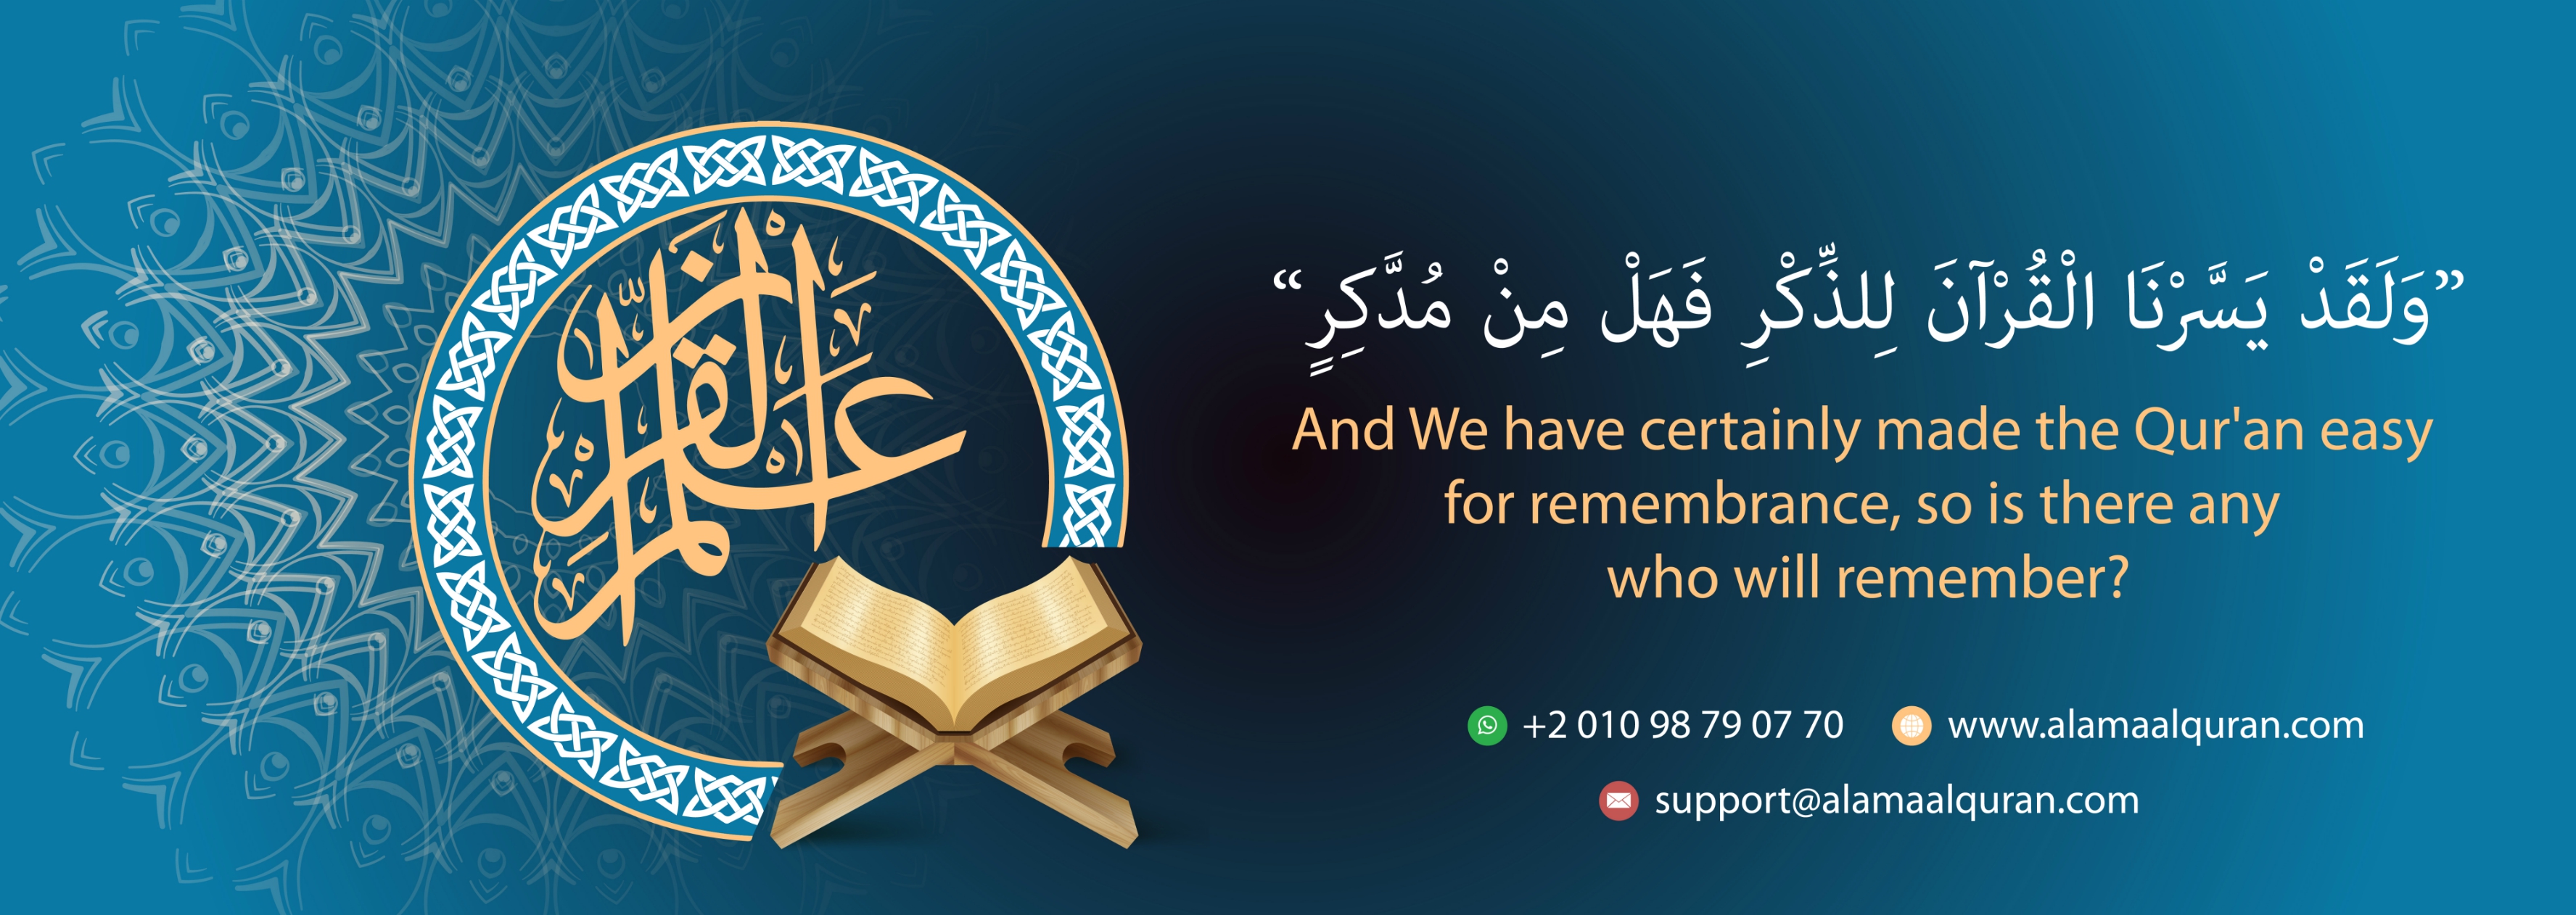 علم القرآن
”وَلَقَدْ يَسَّرْنَا الْقُرْآنَ لِلذِّكْرِ فَهَلْ مِنْ مُدَّكِرٍ“
And We have certainly made the Qur'an easy
for remembrance, so is there any
who will remember?
+2 010 98 79 07 70 www.alamaalquran.com
support@alamaalquran.com